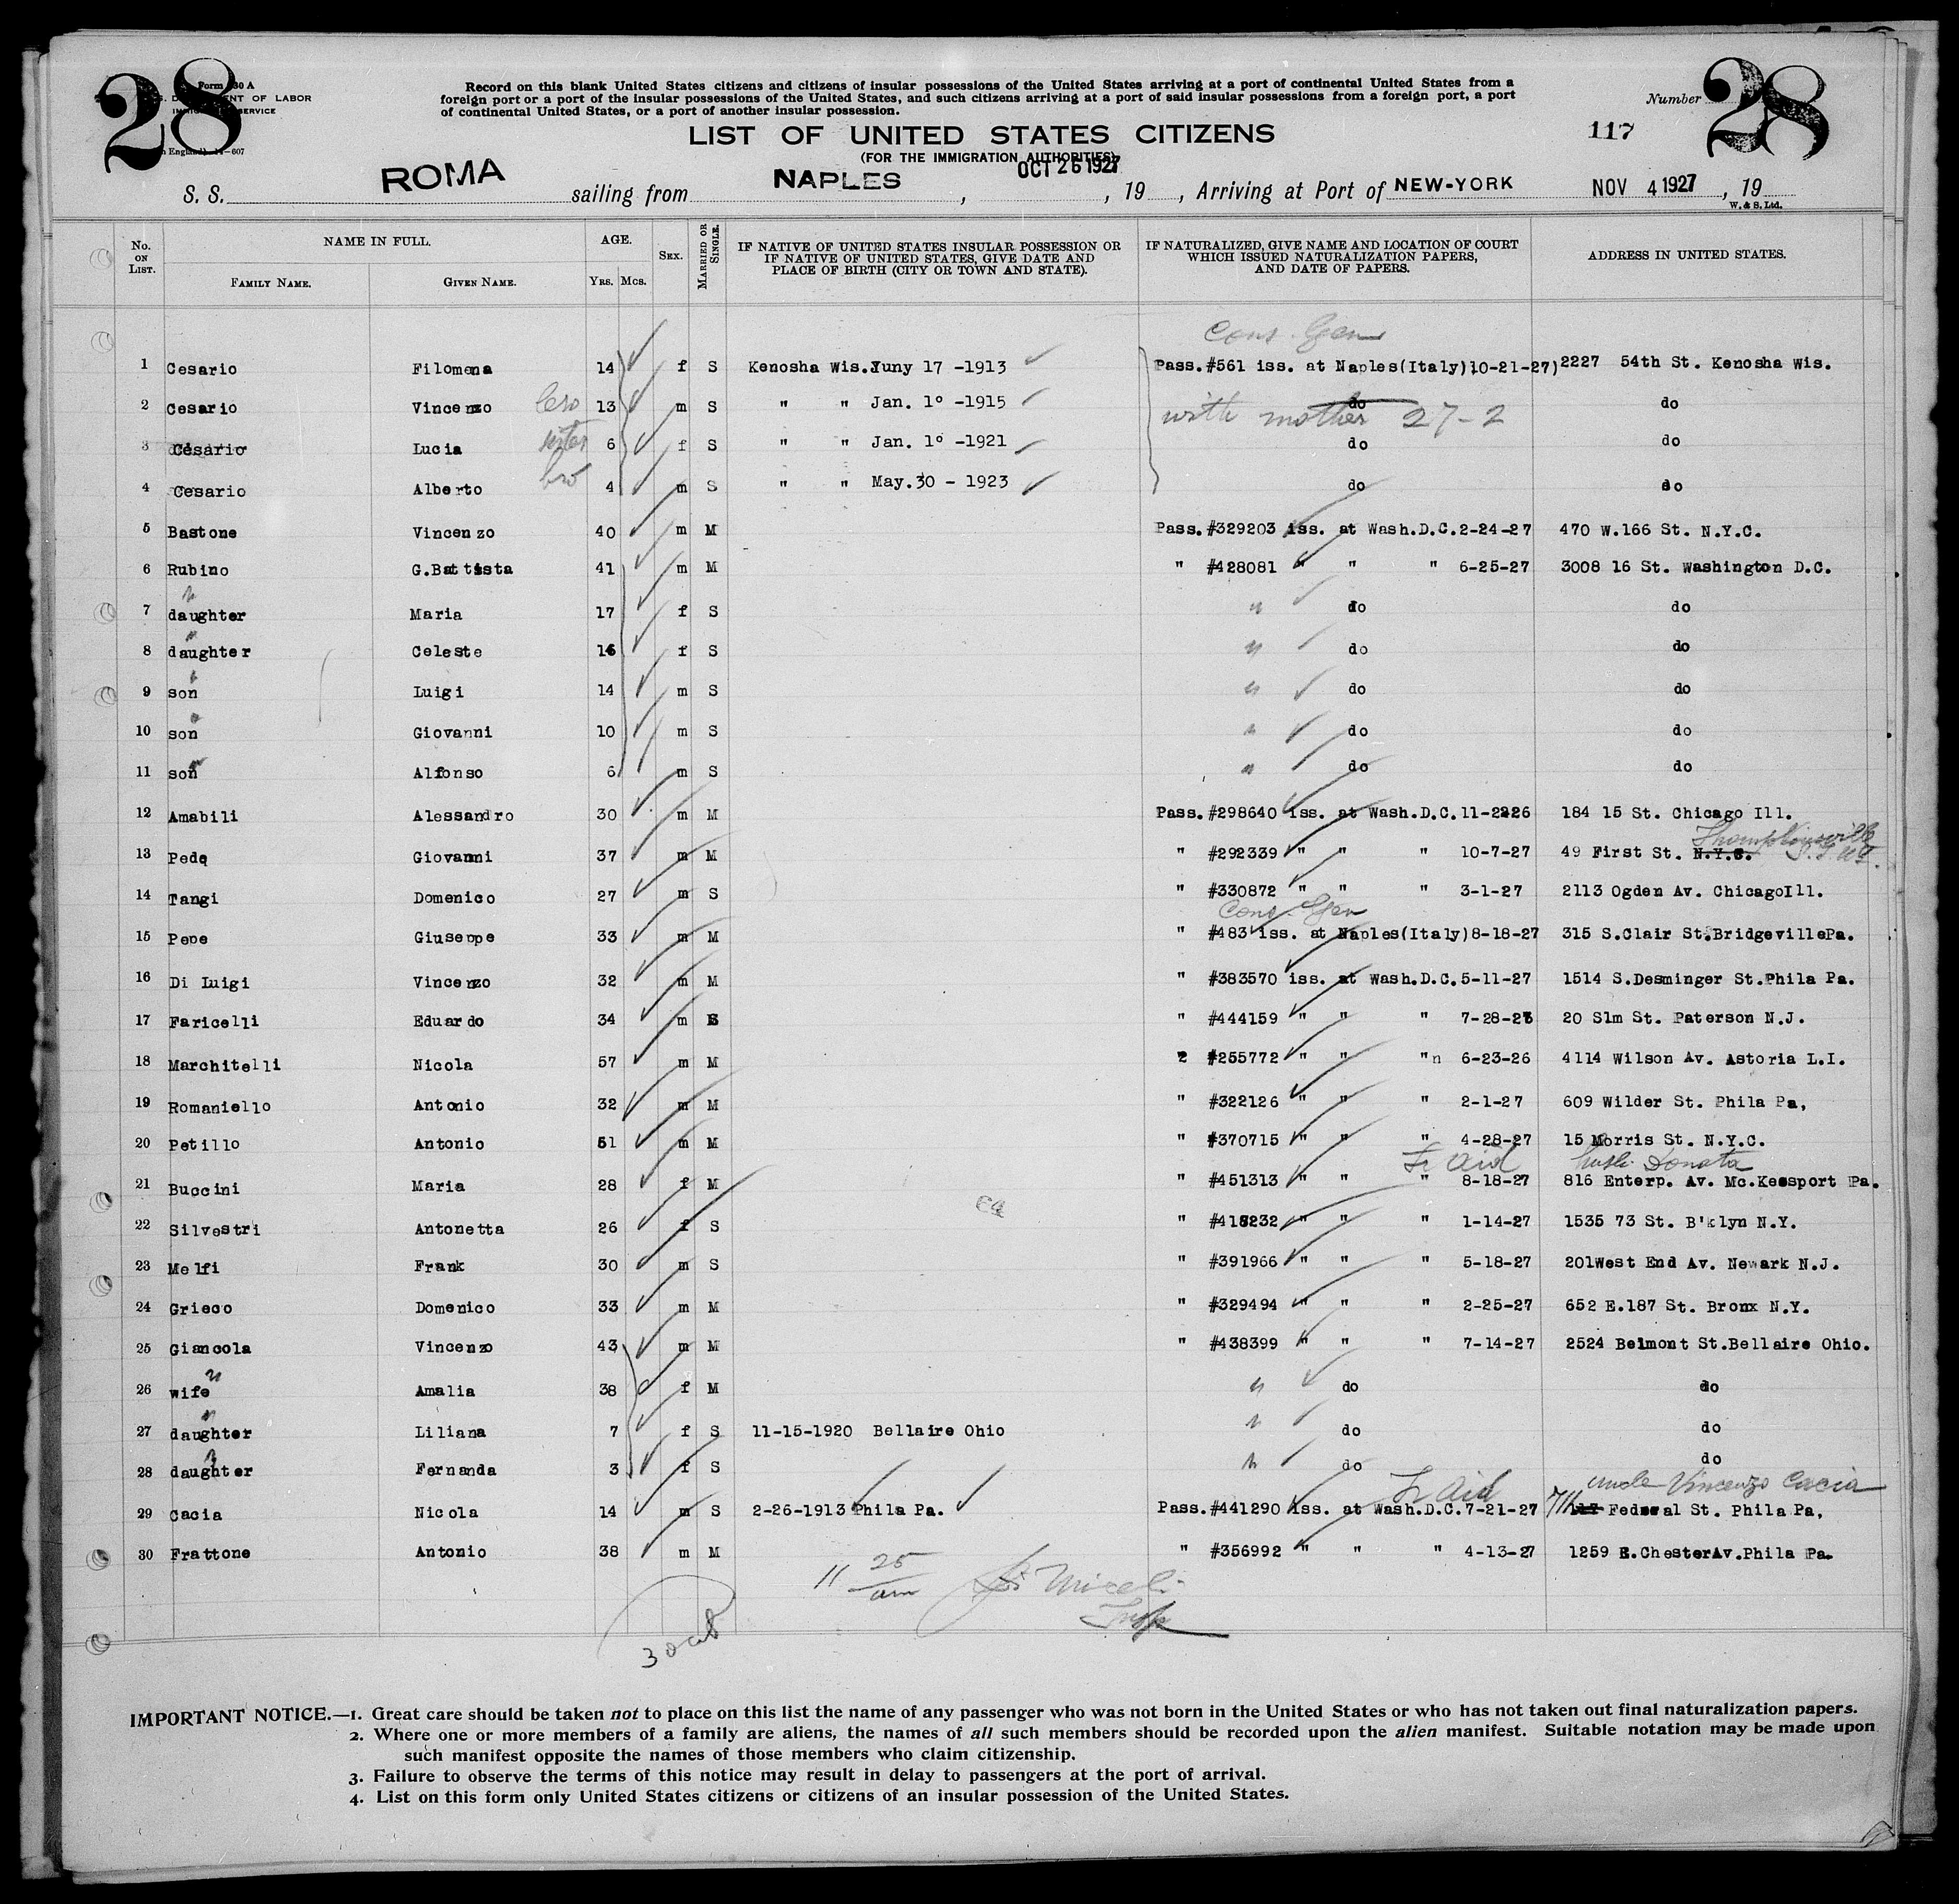 28
Form 630 A
U. S. DEPARTMENT OF LABOR
IMMIGRATION SERVICE
14-607
Record on this blank United States citizens and citizens of insular possessions of the United States arriving at a port of continental United States from a
foreign port or a port of the insular possessions of the United States, and such citizens arriving at a port of said insular possessions from a foreign port, a port
of continental United States, or a port of another insular possession.
LIST OF UNITED STATES CITIZENS
(FOR THE IMMIGRATION AUTHORITIES)
Number
117
28
S. S. ROMA sailing from NAPLES, OCT 26 1927, 19 , Arriving at Port of NEW-YORK NOV 4 1927, 19
W. & S. Ltd.
No. ON LIST. NAME IN FULL. FAMILY NAME. GIVEN NAME. AGE. YRS. MOS. SEX. MARRIED OR SINGLE. IF NATIVE OF UNITED STATES INSULAR POSSESSION OR IF NATIVE OF UNITED STATES, GIVE DATE AND PLACE OF BIRTH (CITY OR TOWN AND STATE). IF NATURALIZED, GIVE NAME AND LOCATION OF COURT WHICH ISSUED NATURALIZATION PAPERS, AND DATE OF PAPERS. ADDRESS IN UNITED STATES.
Cons. Gen
1 Cesario Filomena 14 f S Kenosha Wis. Juny 17 -1913 Pass.#561 iss. at Naples(Italy)10-21-27) 2227 54th St. Kenosha Wis.
2 Cesario Vincenzo bro 13 m S " " Jan. 1° -1915 do do
with mother 27-2
3 Cesario Lucia sister 6 f S " " Jan. 1° -1921 do do
4 Cesario Alberto bro 4 m S " " May.30 - 1923 do do
5 Bastone Vincenzo 40 m M Pass.#329203 iss. at Wash.D.C.2-24-27 470 W.166 St. N.Y.C.
6 Rubino G.Battista 41 m M " #428081 " " " 6-25-27 3008 16 St. Washington D.C.
7 daughter " Maria 17 f S " do do
8 daughter " Celeste 16 f S " do do
9 son " Luigi 14 m S " do do
10 son " Giovanni 10 m S " do do
11 son " Alfonso 6 m S " do do
12 Amabili Alessandro 30 m M Pass.#298640 iss. at Wash.D.C.11-2226 184 15 St. Chicago Ill.
Thompkinsville
13 Pede Giovanni 37 m M " #292339 " " " 10-7-27 49 First St. N.Y.C.
14 Tangi Domenico 27 m S " #330872 " " " 3-1-27 2113 Ogden Av. ChicagoIll.
Cons. Gen
15 Pepe Giuseppe 33 m M " #483 iss. at Naples(Italy)8-18-27 315 S.Clair St.BridgevillePa.
16 Di Luigi Vincenzo 32 m M " #383570 iss. at Wash.D.C.5-11-27 1514 S.Desminger St.Phila Pa.
17 Faricelli Eduardo 34 m S " #444159 " " " 7-28-27 20 Slm St. Paterson N.J.
18 Marchitelli Nicola 57 m M 2 #255772 " " "n 6-23-26 4114 Wilson Av. Astoria L.I.
19 Romaniello Antonio 32 m M " #322126 " " " 2-1-27 609 Wilder St. Phila Pa,
20 Petillo Antonio 51 m M " #370715 " " " 4-28-27 15 Morris St. N.Y.C.
Tr Aid husb. Donato
21 Buccini Maria 28 f M " #451313 " " " 8-18-27 816 Enterp. Av. Mc.Keesport Pa.
22 Silvestri Antonetta 26 f S " #418232 " " " 1-14-27 1535 73 St. B'klyn N.Y.
23 Melfi Frank 30 m S " #391966 " " " 5-18-27 201West End Av. Newark N.J.
24 Grieco Domenico 33 m M " #329494 " " " 2-25-27 652 E.187 St. Bronx N.Y.
25 Giancola Vincenzo 43 m M " #438399 " " " 7-14-27 2524 Belmont St.Bellaire Ohio.
26 wife " Amalia 38 f M " do do
27 daughter " Liliana 7 f S 11-15-1920 Bellaire Ohio " do do
28 daughter " Fernanda 3 f S " do do
Tr Aid uncle Vincenzo Cacia
29 Cacia Nicola 14 m S 2-26-1913 Phila Pa. Pass.#441290 iss. at Wash.D.C.7-21-27 711 Federal St. Phila Pa,
30 Frattone Antonio 38 m M " #356992 " " " 4-13-27 1259 E.ChesterAv.Phila Pa.
11 25 am
Miceli
Insp
30
IMPORTANT NOTICE.—1. Great care should be taken not to place on this list the name of any passenger who was not born in the United States or who has not taken out final naturalization papers.
2. Where one or more members of a family are aliens, the names of all such members should be recorded upon the alien manifest. Suitable notation may be made upon
such manifest opposite the names of those members who claim citizenship.
3. Failure to observe the terms of this notice may result in delay to passengers at the port of arrival.
4. List on this form only United States citizens or citizens of an insular possession of the United States.